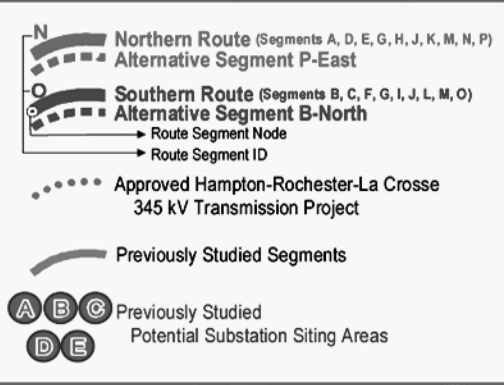 N
Northern Route (Segments A, D, E, G, H, J, K, M, N, P)
Alternative Segment P-East
O
Southern Route (Segments B, C, F, G, I, J, L, M, O)
Alternative Segment B-North
Route Segment Node
Route Segment ID
Approved Hampton-Rochester-La Crosse
345 kV Transmission Project
Previously Studied Segments
A B C Previously Studied
D E Potential Substation Siting Areas